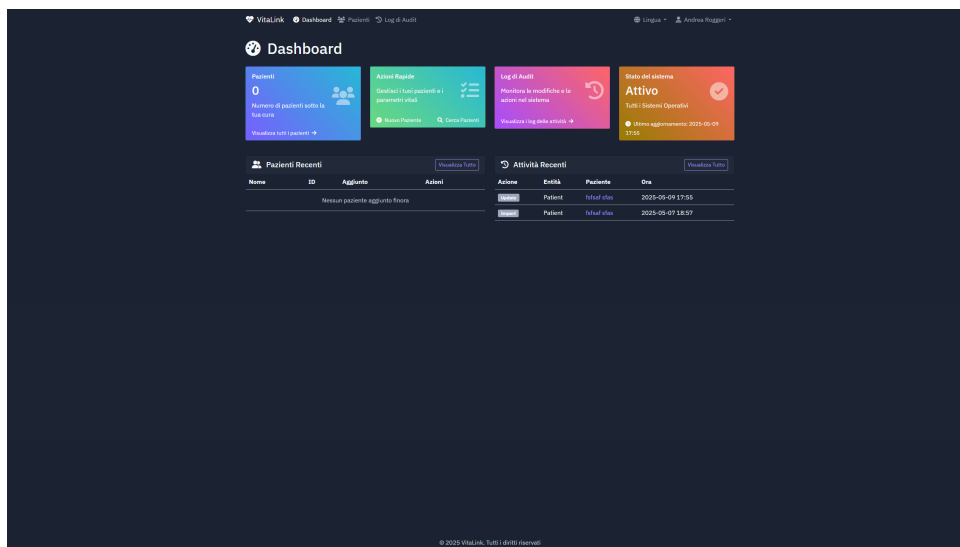 VitaLink Dashboard Pazienti Log di Audit Lingua Andrea Roggeri
Dashboard
Pazienti
0
Numero di pazienti sotto la
tua cura
Visualizza tutti i pazienti →
Azioni Rapide
Gestisci i tuoi pazienti e i
parametri vitali
Nuovo Paziente Cerca Pazienti
Log di Audit
Monitora le modifiche e le
azioni nel sistema
Visualizza i log delle attività →
Stato del sistema
Attivo
Tutti i Sistemi Operativi
Ultimo aggiornamento: 2025-05-09
17:55
Pazienti Recenti Visualizza Tutto
Nome ID Aggiunto Azioni
Nessun paziente aggiunto finora
Attività Recenti Visualizza Tutto
Azione Entità Paziente Ora
Update Patient 2025-05-09 17:55
Import Patient 2025-05-07 18:57
© 2025 VitaLink. Tutti i diritti riservati